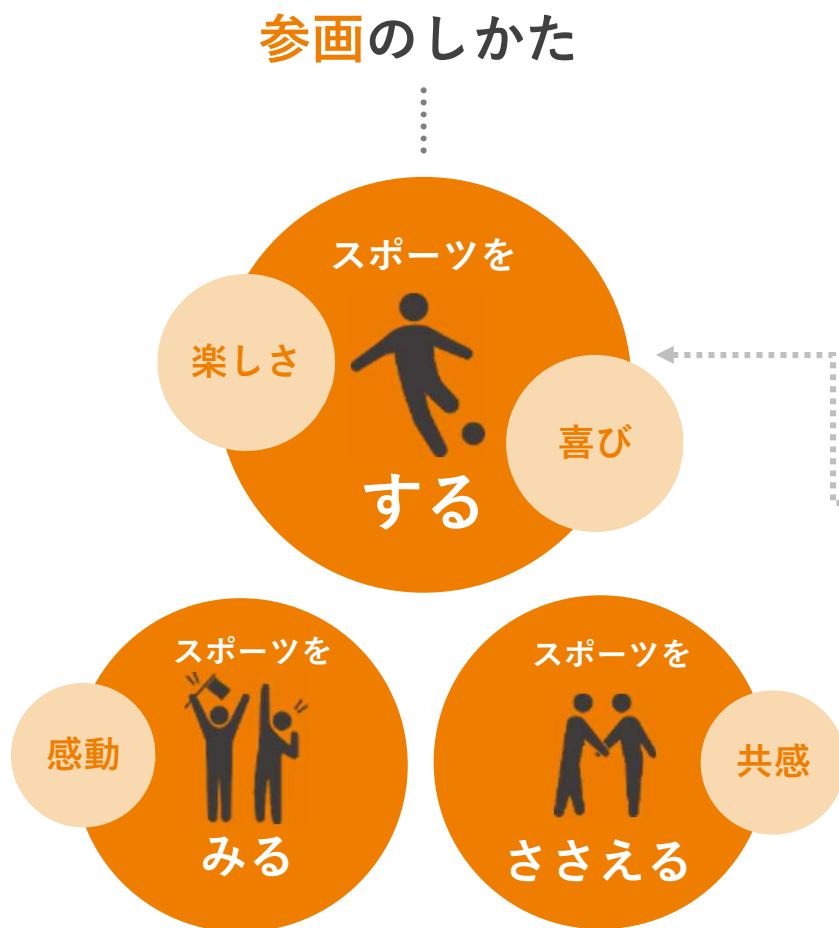 参画のしかた
スポーツを
楽しさ
喜び
する
スポーツを
感動
みる
スポーツを
共感
ささえる